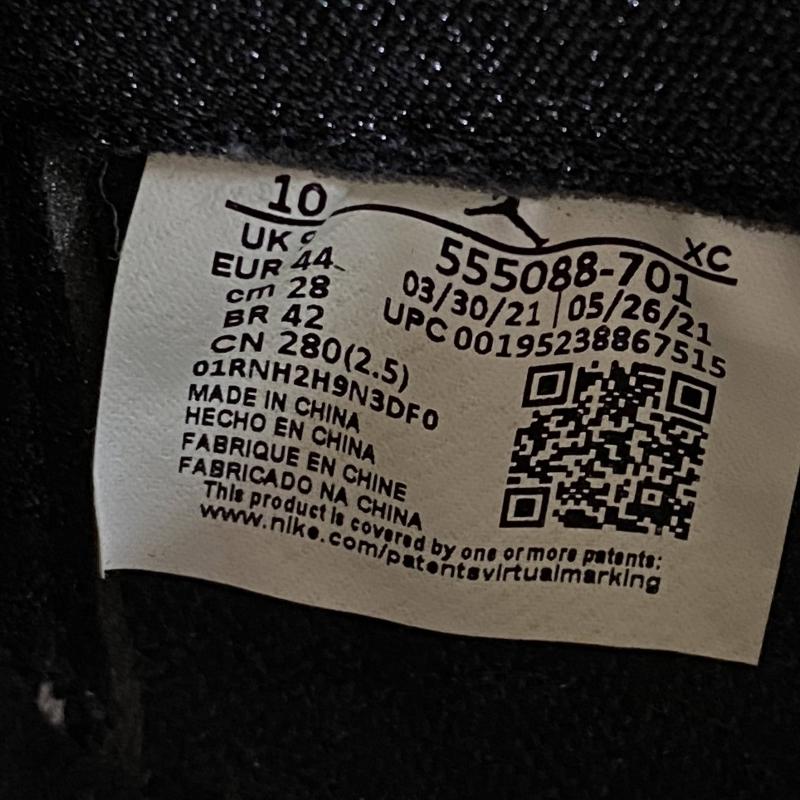 10
UK 9
EUR 44
cm 28
BR 42
CN 280(2.5)
01RNH2H9N3DF0
MADE IN CHINA
HECHO EN CHINA
FABRIQUE EN CHINE
FABRICADO NA CHINA
This product is covered by one or more patents:
www.nike.com/patentsvirtualmarking
XC
555088-701
03/30/21 | 05/26/21
UPC 00195238867515